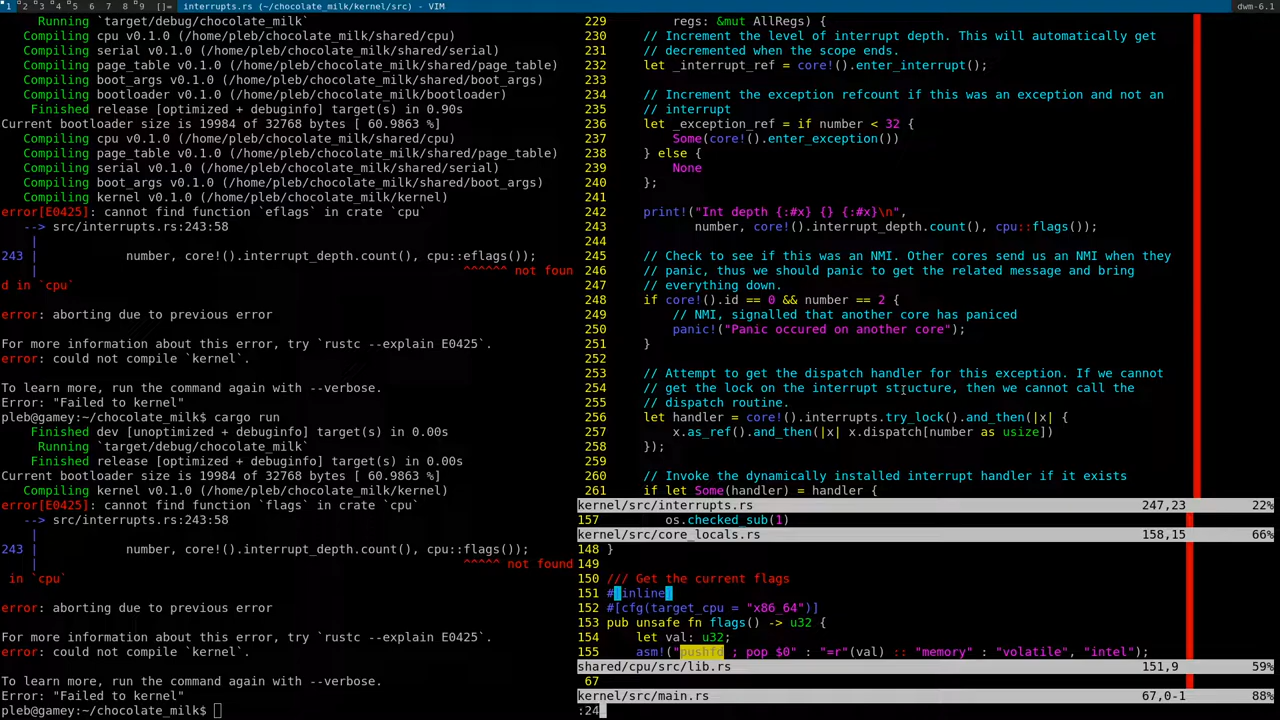 1 2 3 4 5 6 7 8 9 []= interrupts.rs (~/chocolate_milk/kernel/src) - VIM dwm-6.1
Running `target/debug/chocolate_milk`
Compiling cpu v0.1.0 (/home/pleb/chocolate_milk/shared/cpu)
Compiling serial v0.1.0 (/home/pleb/chocolate_milk/shared/serial)
Compiling page_table v0.1.0 (/home/pleb/chocolate_milk/shared/page_table)
Compiling boot_args v0.1.0 (/home/pleb/chocolate_milk/shared/boot_args)
Compiling bootloader v0.1.0 (/home/pleb/chocolate_milk/bootloader)
Finished release [optimized + debuginfo] target(s) in 0.90s
Current bootloader size is 19984 of 32768 bytes [ 60.9863 %]
Compiling cpu v0.1.0 (/home/pleb/chocolate_milk/shared/cpu)
Compiling page_table v0.1.0 (/home/pleb/chocolate_milk/shared/page_table)
Compiling serial v0.1.0 (/home/pleb/chocolate_milk/shared/serial)
Compiling boot_args v0.1.0 (/home/pleb/chocolate_milk/shared/boot_args)
Compiling kernel v0.1.0 (/home/pleb/chocolate_milk/kernel)
error[E0425]: cannot find function `eflags` in crate `cpu`
--> src/interrupts.rs:243:58
|
243 | number, core!().interrupt_depth.count(), cpu::eflags());
| ^^^^^^ not foun
d in `cpu`
error: aborting due to previous error
For more information about this error, try `rustc --explain E0425`.
error: could not compile `kernel`.
To learn more, run the command again with --verbose.
Error: "Failed to kernel"
pleb@gamey:~/chocolate_milk$ cargo run
Finished dev [unoptimized + debuginfo] target(s) in 0.00s
Running `target/debug/chocolate_milk`
Finished release [optimized + debuginfo] target(s) in 0.00s
Current bootloader size is 19984 of 32768 bytes [ 60.9863 %]
Compiling kernel v0.1.0 (/home/pleb/chocolate_milk/kernel)
error[E0425]: cannot find function `flags` in crate `cpu`
--> src/interrupts.rs:243:58
|
243 | number, core!().interrupt_depth.count(), cpu::flags());
| ^^^^^ not found
in `cpu`
error: aborting due to previous error
For more information about this error, try `rustc --explain E0425`.
error: could not compile `kernel`.
To learn more, run the command again with --verbose.
Error: "Failed to kernel"
pleb@gamey:~/chocolate_milk$
229 regs: &mut AllRegs) {
230 // Increment the level of interrupt depth. This will automatically get
231 // decremented when the scope ends.
232 let _interrupt_ref = core!().enter_interrupt();
233
234 // Increment the exception refcount if this was an exception and not an
235 // interrupt
236 let _exception_ref = if number < 32 {
237 Some(core!().enter_exception())
238 } else {
239 None
240 };
241
242 print!("Int depth {:#x} {} {:#x}\n",
243 number, core!().interrupt_depth.count(), cpu::flags());
244
245 // Check to see if this was an NMI. Other cores send us an NMI when they
246 // panic, thus we should panic to get the related message and bring
247 // everything down.
248 if core!().id == 0 && number == 2 {
249 // NMI, signalled that another core has paniced
250 panic!("Panic occured on another core");
251 }
252
253 // Attempt to get the dispatch handler for this exception. If we cannot
254 // get the lock on the interrupt structure, then we cannot call the
255 // dispatch routine.
256 let handler = core!().interrupts.try_lock().and_then(|x| {
257 x.as_ref().and_then(|x| x.dispatch[number as usize])
258 });
259
260 // Invoke the dynamically installed interrupt handler if it exists
261 if let Some(handler) = handler {
kernel/src/interrupts.rs 247,23 22%
157 os.checked_sub(1)
kernel/src/core_locals.rs 158,15 66%
148 }
149
150 /// Get the current flags
151 #[inline]
152 #[cfg(target_cpu = "x86_64")]
153 pub unsafe fn flags() -> u32 {
154 let val: u32;
155 asm!("pushfd ; pop $0" : "=r"(val) :: "memory" : "volatile", "intel");
shared/cpu/src/lib.rs 151,9 59%
67
kernel/src/main.rs 67,0-1 88%
:24